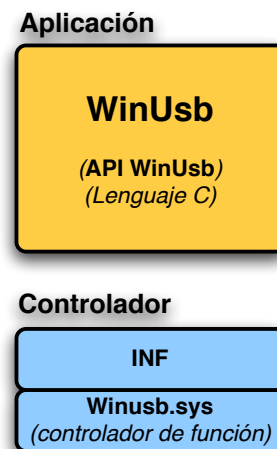 Aplicación
WinUsb
(API WinUsb)
(Lenguaje C)
Controlador
INF
Winusb.sys
(controlador de función)